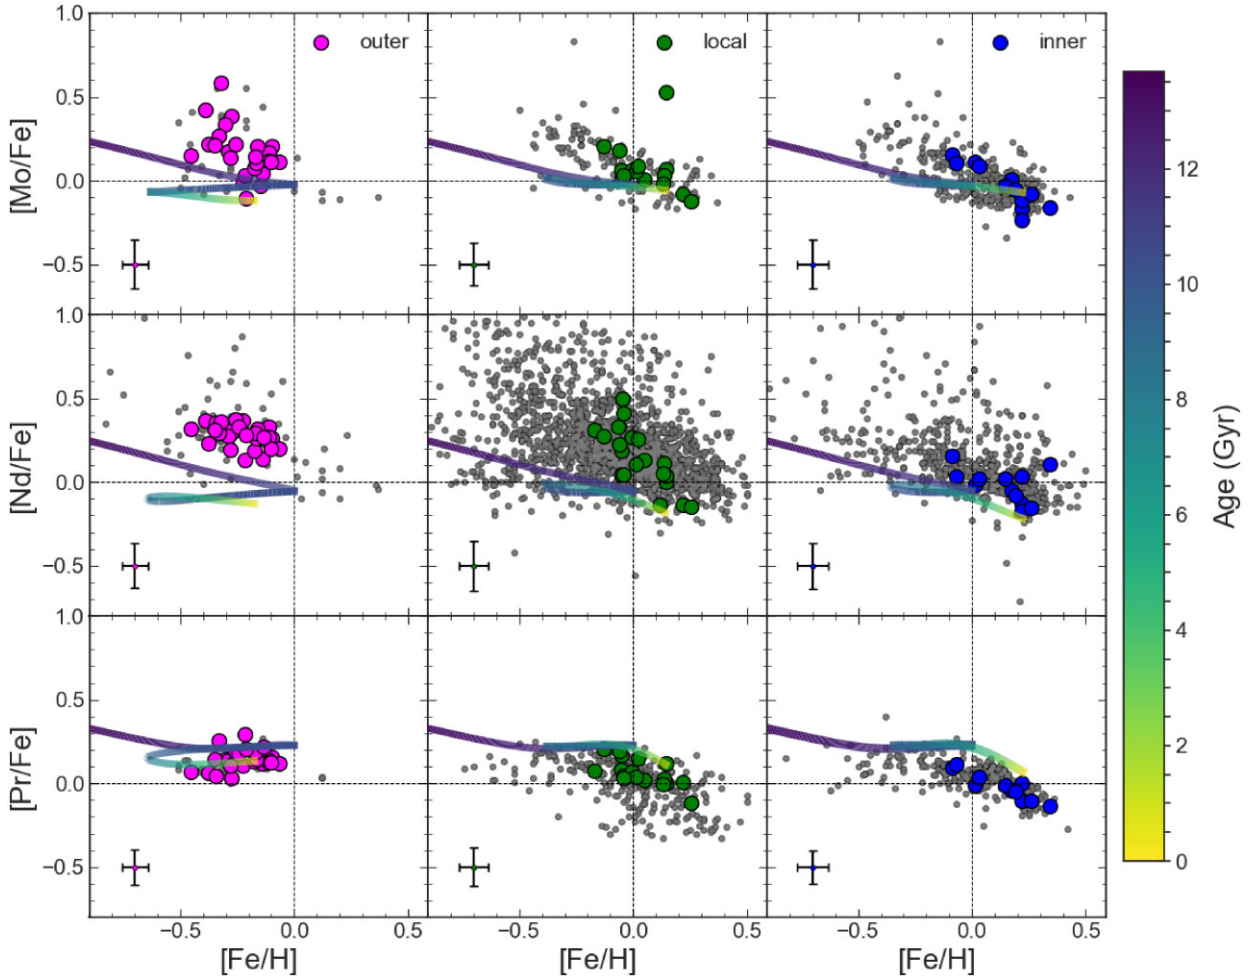 1.0 outer local inner
0.5
[Mo/Fe] 0.0
−0.5
12
10
1.0
0.5
[Nd/Fe] 0.0
−0.5
8
6
Age (Gyr)
1.0
0.5
[Pr/Fe] 0.0
−0.5
4
2
0
−0.5 0.0 0.5 −0.5 0.0 0.5 −0.5 0.0 0.5
[Fe/H] [Fe/H] [Fe/H]